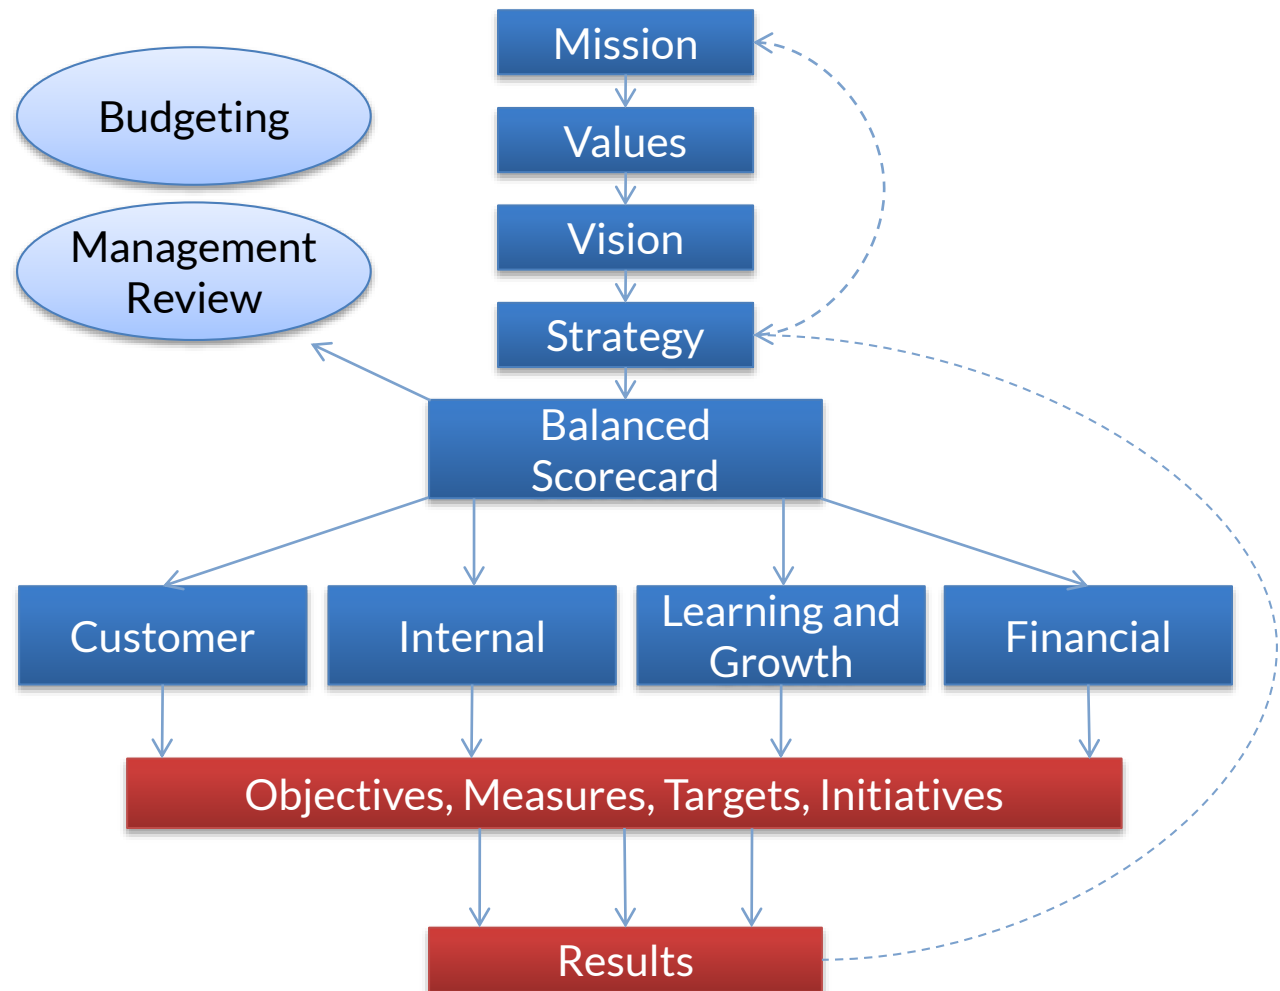 Mission
Budgeting
Values
Vision
Management
Review
Strategy
Balanced
Scorecard
Customer
Internal
Learning and
Growth
Financial
Objectives, Measures, Targets, Initiatives
Results